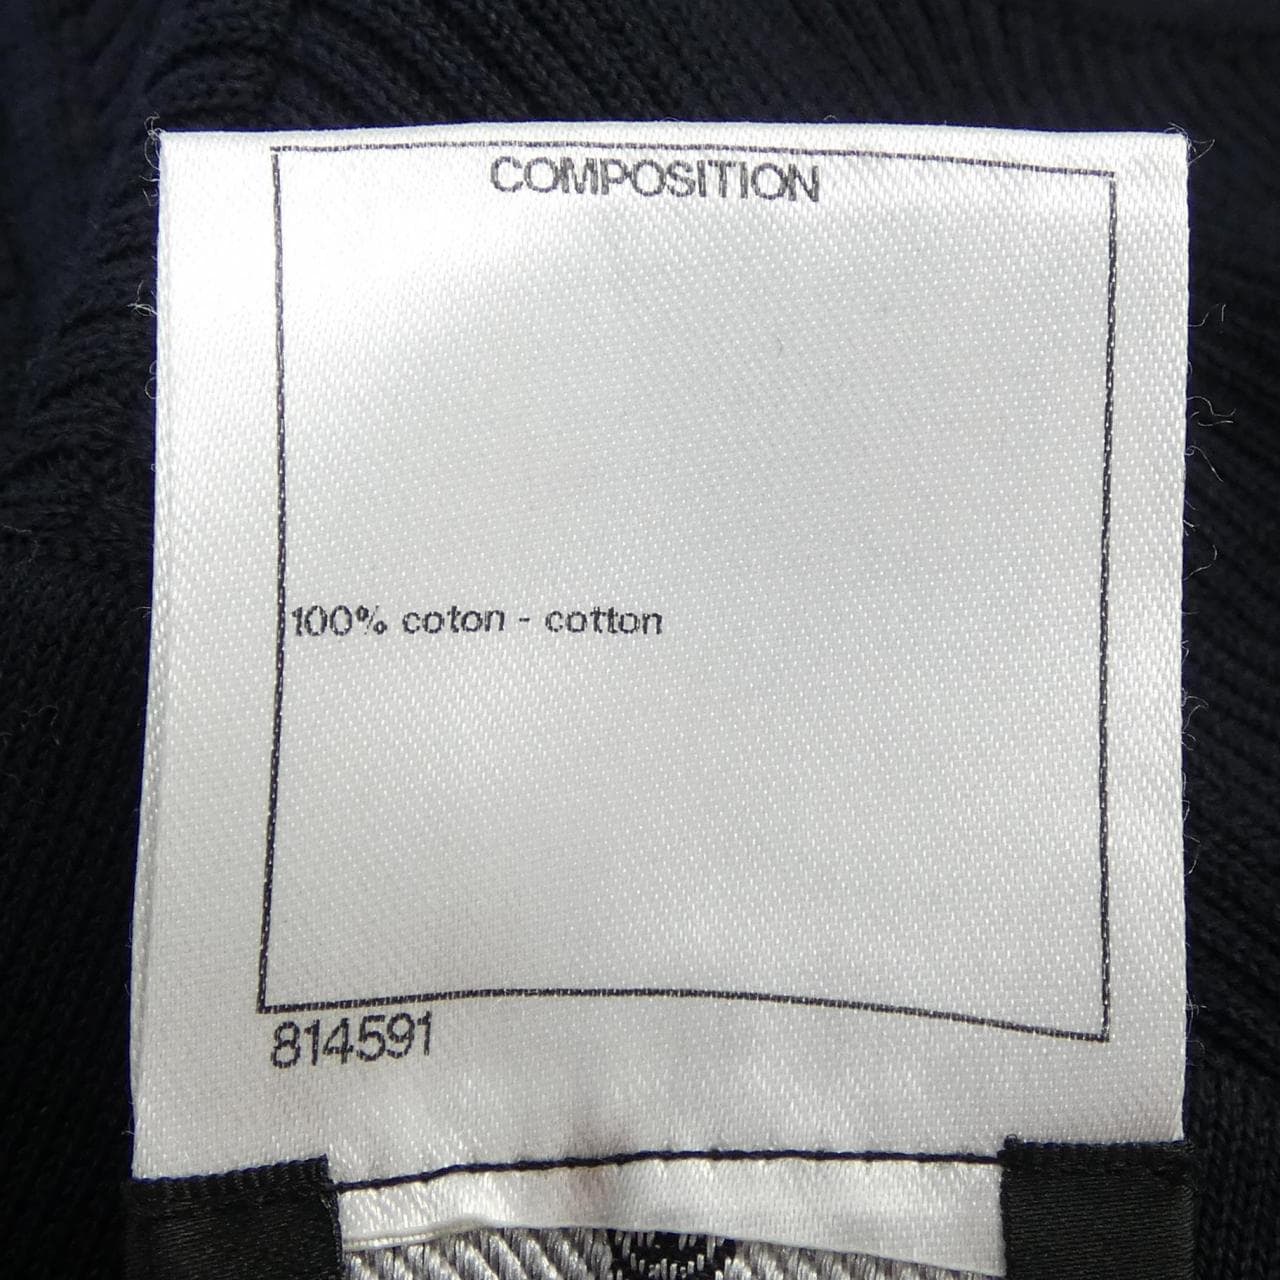 COMPOSITION
100% coton - cotton
814591